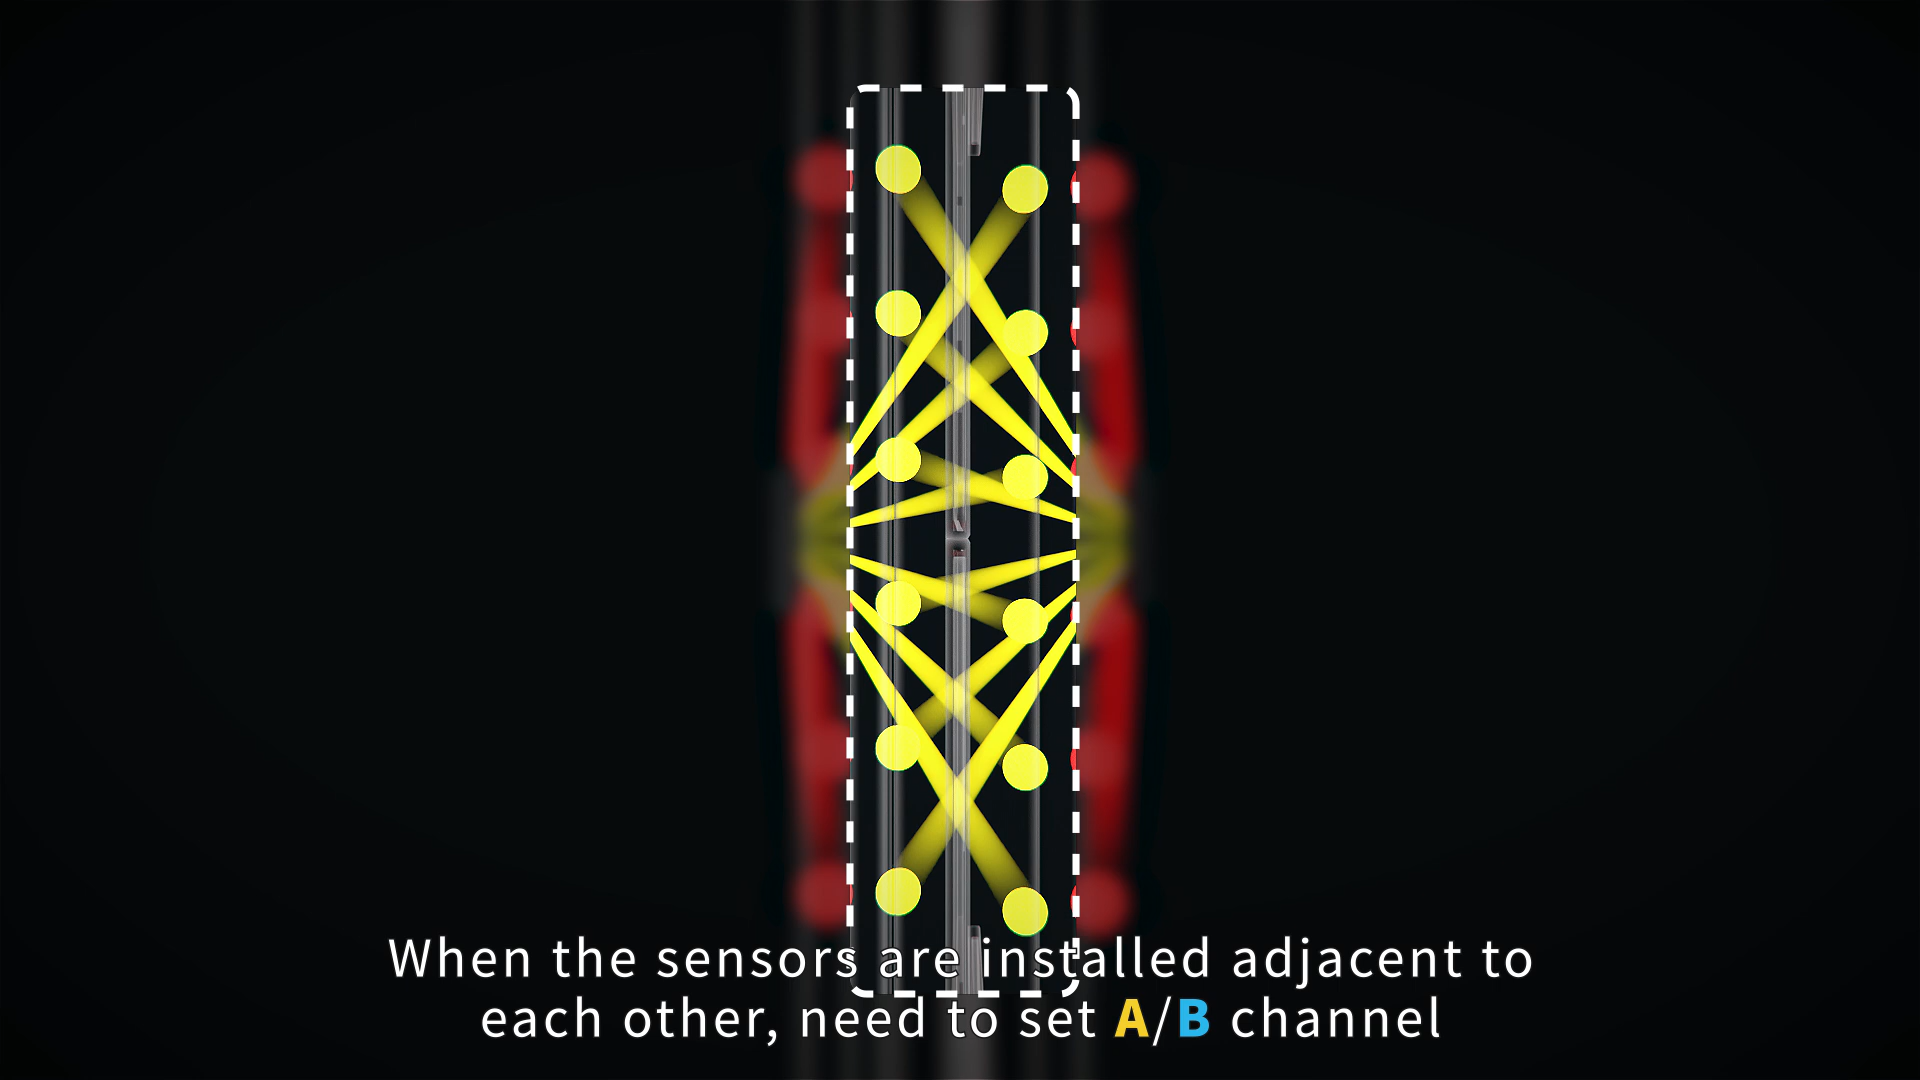 When the sensors are installed adjacent to
each other, need to set A/B channel